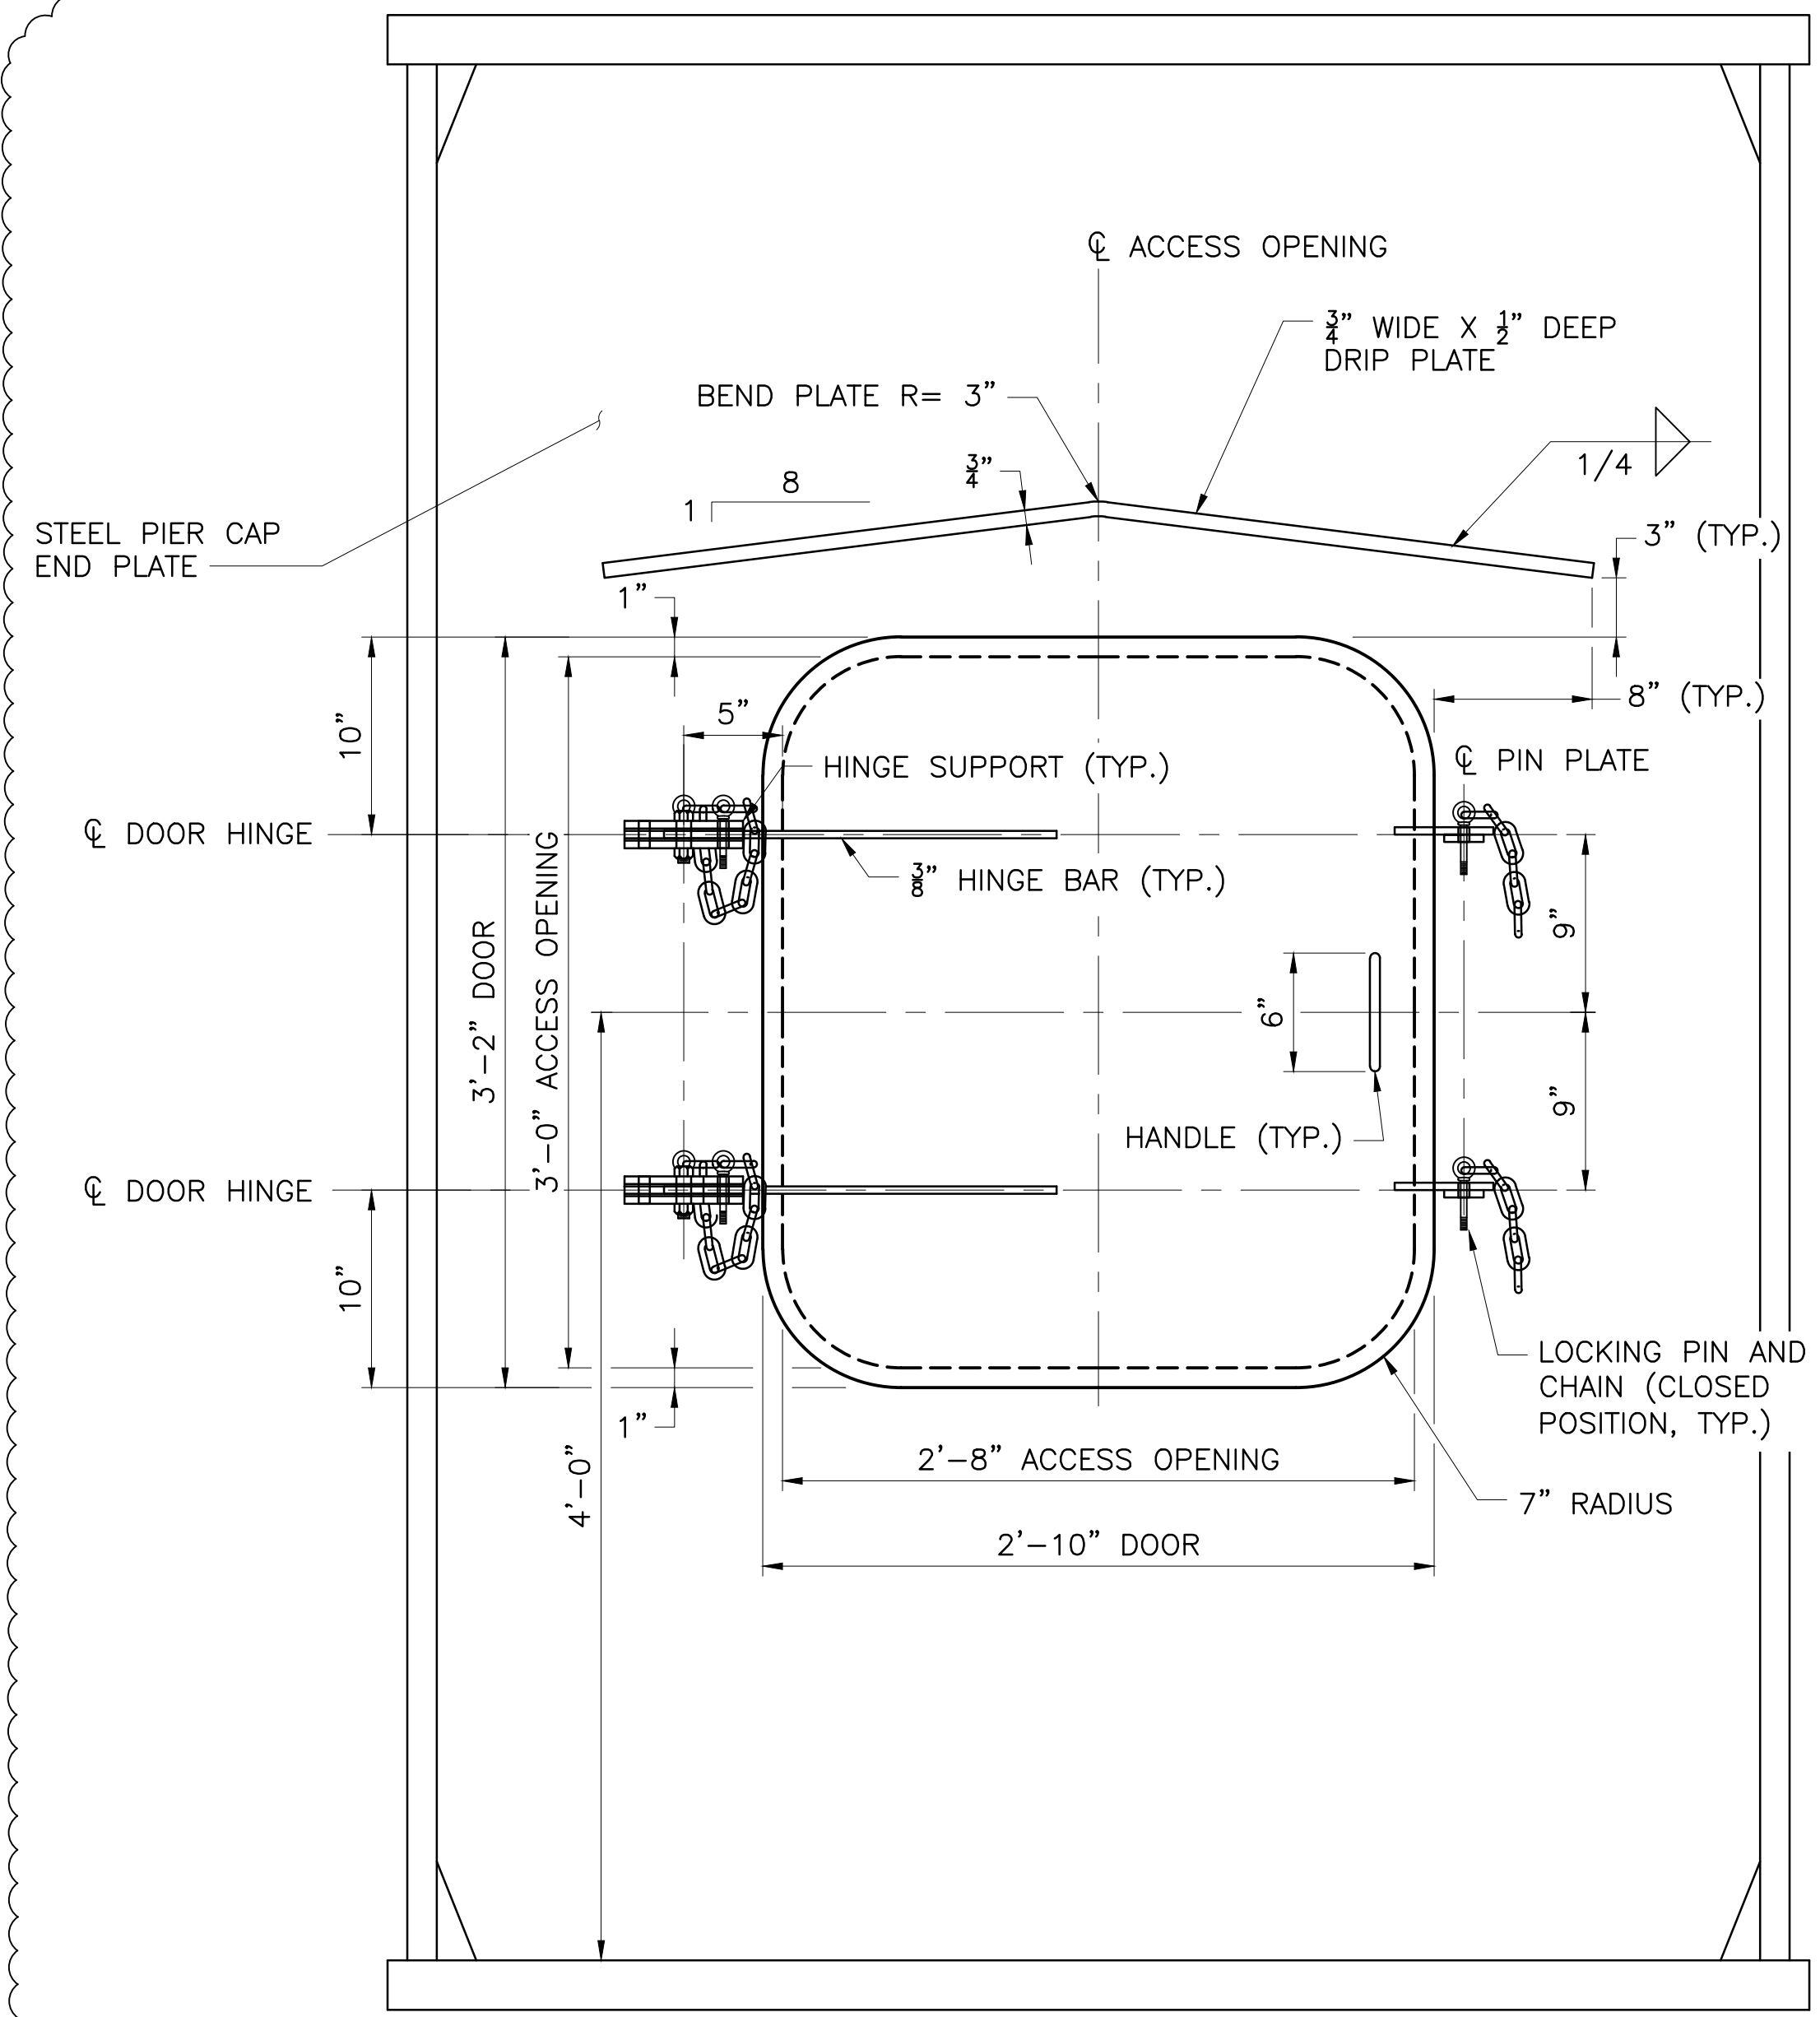 ℄ ACCESS OPENING
3/4" WIDE X 1/2" DEEP
DRIP PLATE
BEND PLATE R= 3"
1/4
3/4"
8
1
3" (TYP.)
STEEL PIER CAP
END PLATE
1"
8" (TYP.)
5"
10"
℄ PIN PLATE
HINGE SUPPORT (TYP.)
℄ DOOR HINGE
3/8" HINGE BAR (TYP.)
9"
3'-2" DOOR
3'-0" ACCESS OPENING
6"
9"
HANDLE (TYP.)
℄ DOOR HINGE
10"
LOCKING PIN AND
CHAIN (CLOSED
POSITION, TYP.)
1"
4'-0"
2'-8" ACCESS OPENING
7" RADIUS
2'-10" DOOR